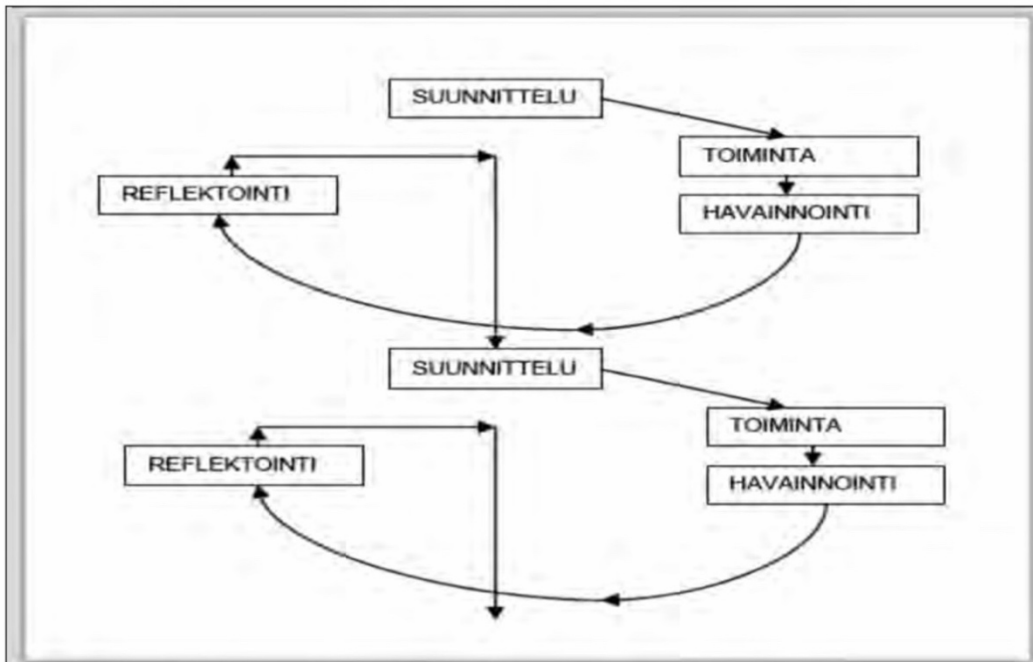 SUUNNITTELU
TOIMINTA
REFLEKTOINTI
HAVAINNOINTI
SUUNNITTELU
TOIMINTA
REFLEKTOINTI
HAVAINNOINTI